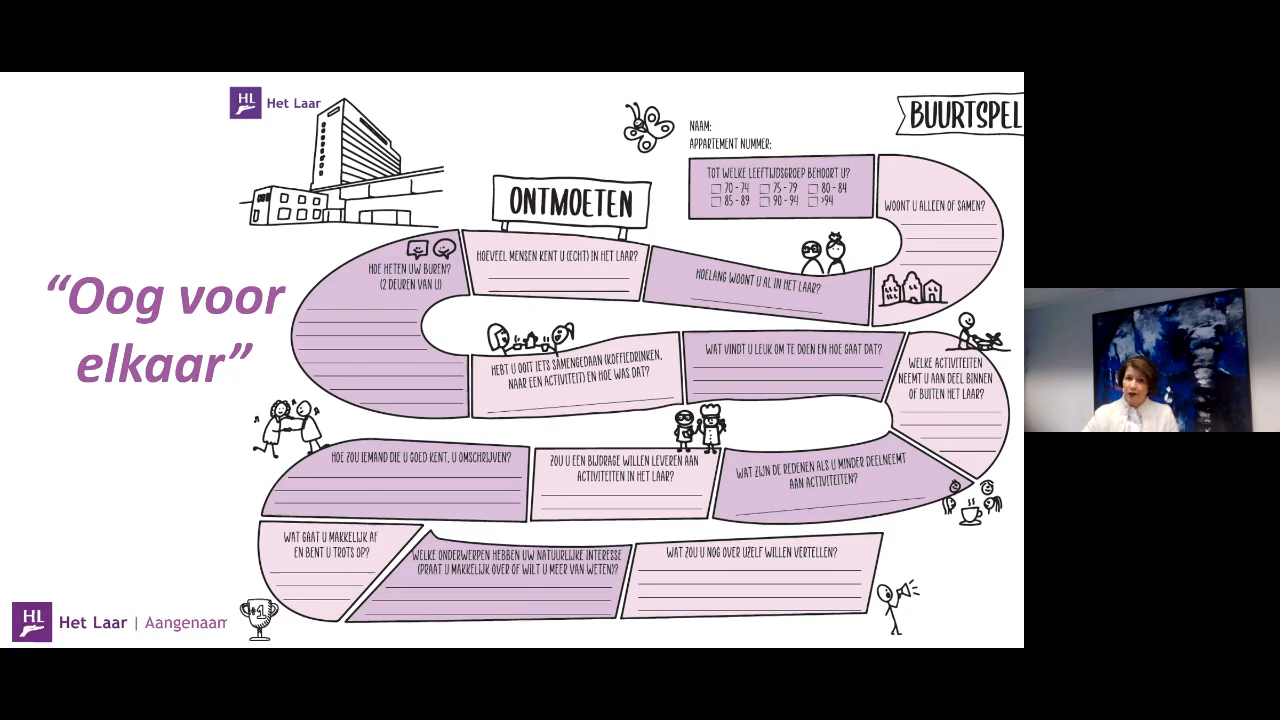 HL Het Laar
BUURTSPEL
NAAM:
APPARTEMENT NUMMER:
TOT WELKE LEEFTIJDSGROEP BEHOORT U?
70 - 74 75 - 79 80 - 84
85 - 89 90 - 94 >94
WOONT U ALLEEN OF SAMEN?
ONTMOETEN
HOELANG WOONT U AL IN HET LAAR?
HOEVEEL MENSEN KENT U (ECHT) IN HET LAAR?
HOE HETEN UW BUREN?
(2 DEUREN VAN U)
"Oog voor
elkaar"
HEBT U OOIT IETS SAMENGEDAAN (KOFFIEDRINKEN,
NAAR EEN ACTIVITEIT) EN HOE WAS DAT?
WAT VINDT U LEUK OM TE DOEN EN HOE GAAT DAT?
WELKE ACTIVITEITEN
NEEMT U AAN DEEL BINNEN
OF BUITEN HET LAAR?
WAT ZIJN DE REDENEN ALS U MINDER DEELNEEMT
AAN ACTIVITEITEN?
ZOU U EEN BIJDRAGE WILLEN LEVEREN AAN
ACTIVITEITEN IN HET LAAR?
HOE ZOU IEMAND DIE U GOED KENT, U OMSCHRIJVEN?
WAT GAAT U MAKKELIJK AF
EN BENT U TROTS OP?
WELKE ONDERWERPEN HEBBEN UW NATUURLIJKE INTERESSE
(PRAAT U MAKKELIJK OVER OF WILT U MEER VAN WETEN)?
WAT ZOU U NOG OVER UZELF WILLEN VERTELLEN?
#1
HL Het Laar | Aangenaam